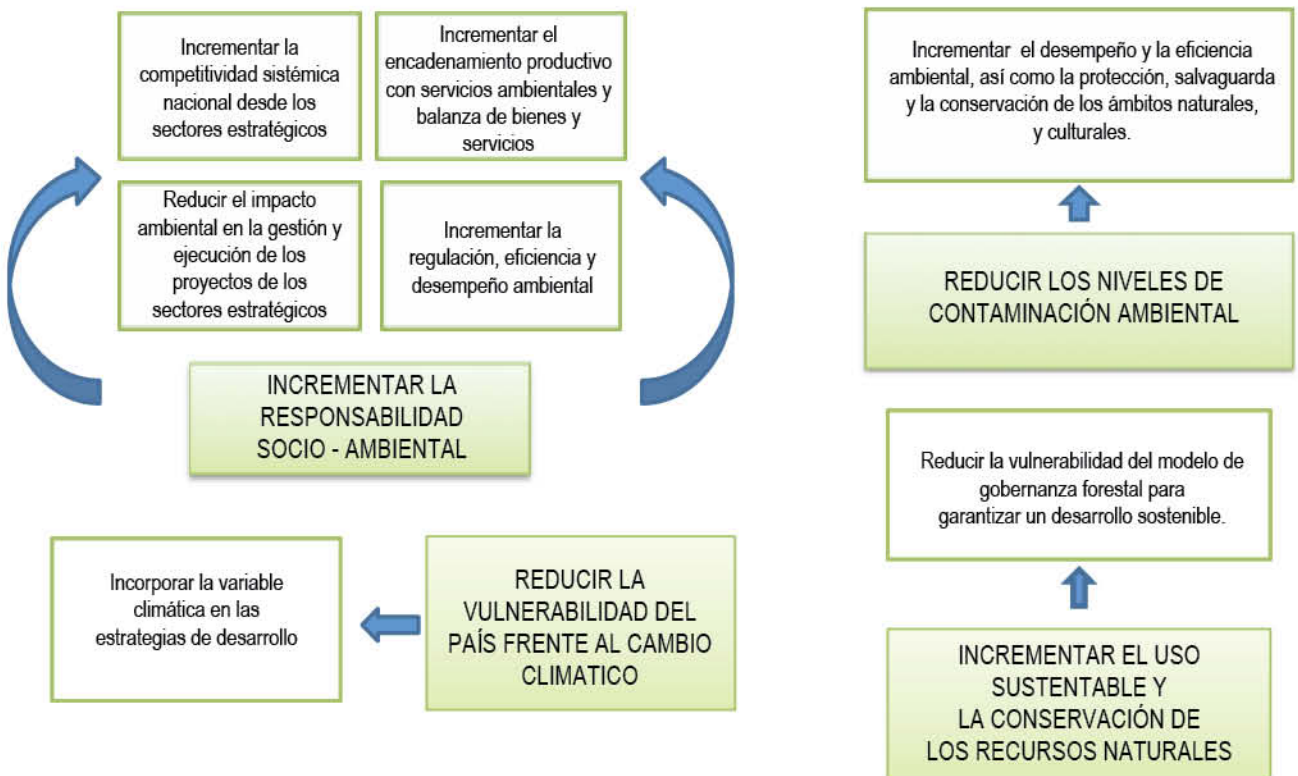 Incrementar la
competitividad sistémica
nacional desde los
sectores estratégicos
Incrementar el
encadenamiento productivo
con servicios ambientales y
balanza de bienes y
servicios
Reducir el impacto
ambiental en la gestión y
ejecución de los
proyectos de los
sectores estratégicos
Incrementar la
regulación, eficiencia y
desempeño ambiental
INCREMENTAR LA
RESPONSABILIDAD
SOCIO - AMBIENTAL
Incorporar la variable
climática en las
estrategias de desarrollo
REDUCIR LA
VULNERABILIDAD DEL
PAÍS FRENTE AL CAMBIO
CLIMATICO
Incrementar el desempeño y la eficiencia
ambiental, así como la protección, salvaguarda
y la conservación de los ámbitos naturales,
y culturales.
REDUCIR LOS NIVELES DE
CONTAMINACIÓN AMBIENTAL
Reducir la vulnerabilidad del modelo de
gobernanza forestal para
garantizar un desarrollo sostenible.
INCREMENTAR EL USO
SUSTENTABLE Y
LA CONSERVACIÓN DE
LOS RECURSOS NATURALES